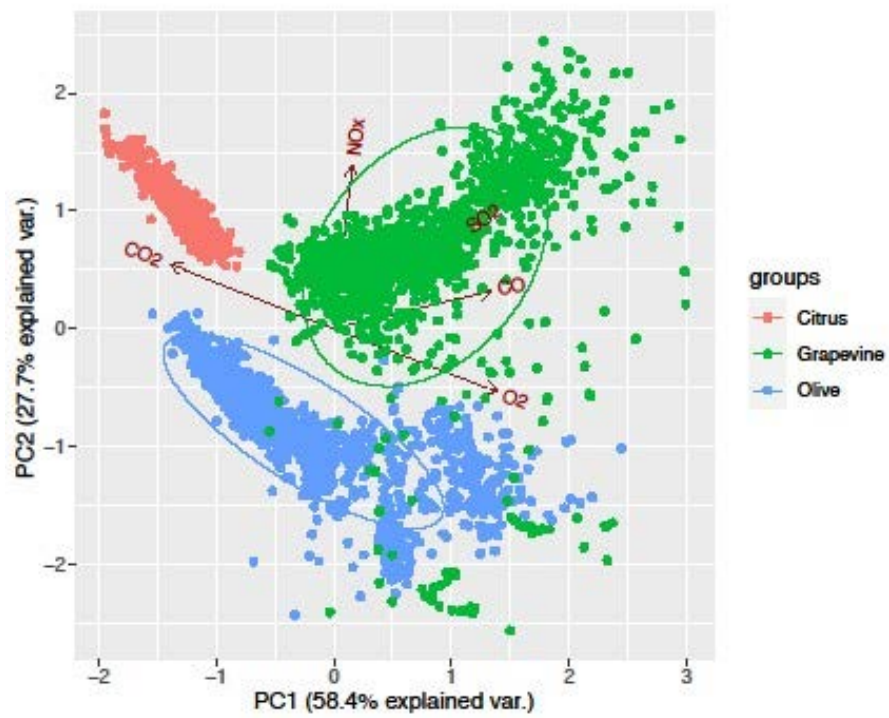 NOx
SO2
CO2
CO
O2
2
1
0
−1
−2
PC2 (27.7% explained var.)
−2
−1
0
1
2
3
PC1 (58.4% explained var.)
groups
Citrus
Grapevine
Olive